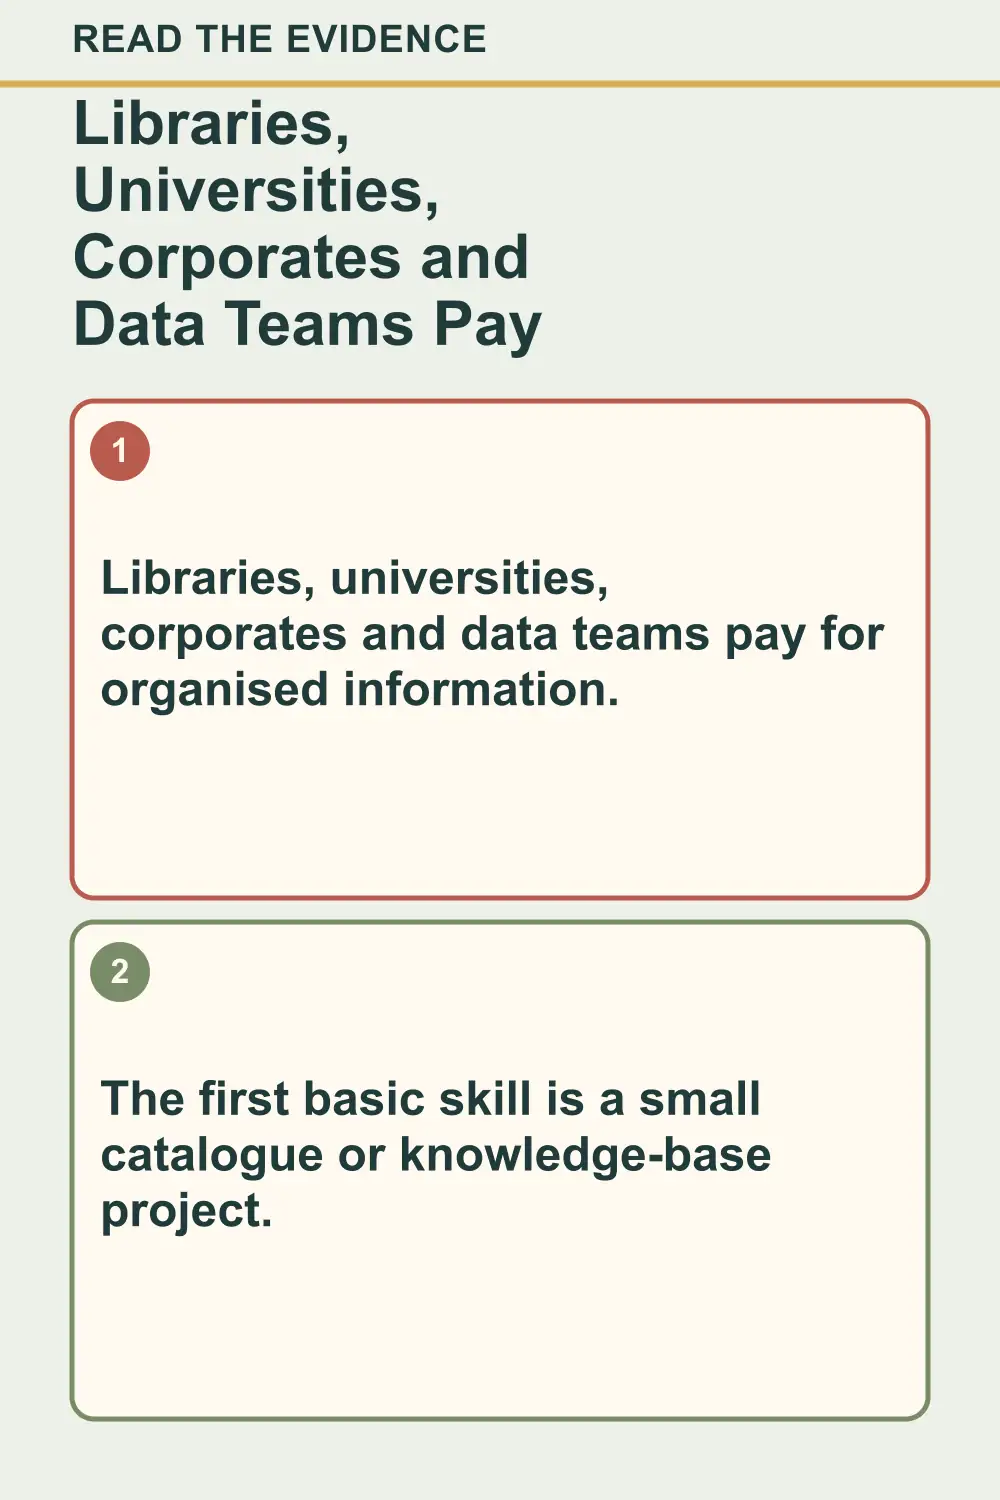 READ THE EVIDENCE
Libraries,
Universities,
Corporates and
Data Teams Pay
1
Libraries, universities,
corporates and data teams pay for
organised information.
2
The first basic skill is a small
catalogue or knowledge-base
project.